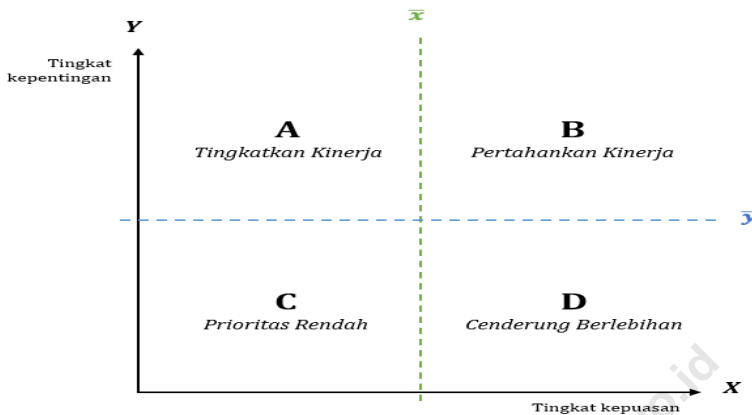 x̅
Y
Tingkat
kepentingan
A
Tingkatkan Kinerja
B
Pertahankan Kinerja
y̅
C
Prioritas Rendah
D
Cenderung Berlebihan
X
Tingkat kepuasan